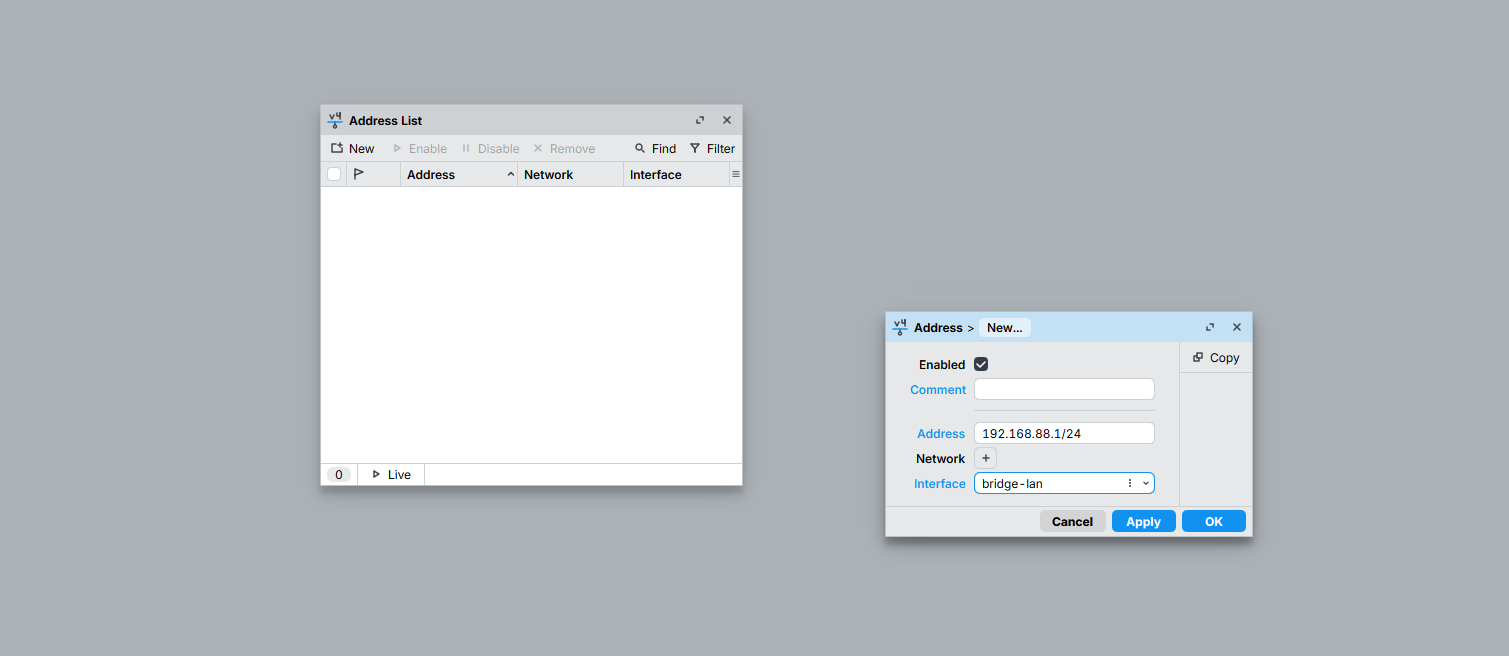 Address List
New Enable Disable Remove Find Filter
Address Network Interface
0 Live
Address > New...
Copy
Enabled
Comment
Address 192.168.88.1/24
Network +
Interface bridge-lan
Cancel Apply OK